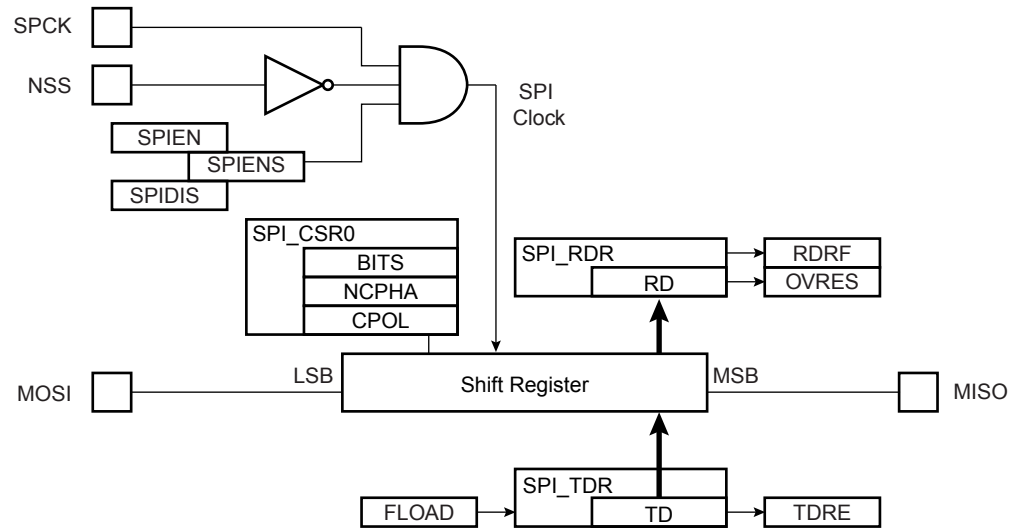 SPCK
NSS
SPI
Clock
SPIEN
SPIENS
SPIDIS
SPI_CSR0
BITS
NCPHA
CPOL
SPI_RDR
RD
RDRF
OVRES
MOSI
LSB
Shift Register
MSB
MISO
FLOAD
SPI_TDR
TD
TDRE